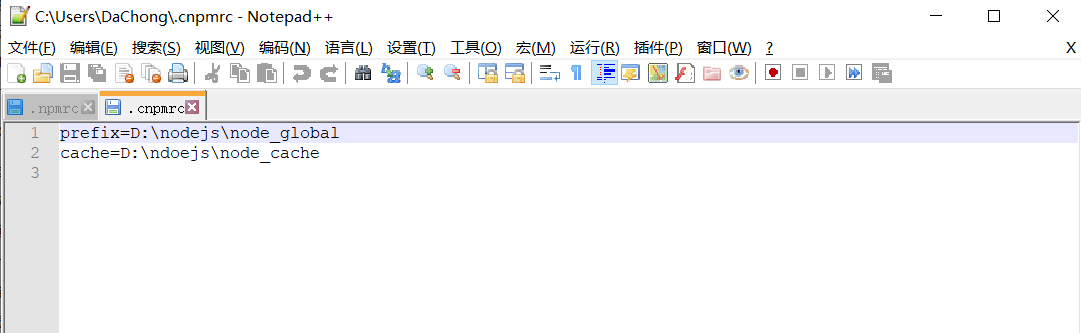 C:\Users\DaChong\.cnpmrc - Notepad++
文件(F) 编辑(E) 搜索(S) 视图(V) 编码(N) 语言(L) 设置(T) 工具(O) 宏(M) 运行(R) 插件(P) 窗口(W) ? X
.npmrc .cnpmrc
1 prefix=D:\nodejs\node_global
2 cache=D:\ndoejs\node_cache
3